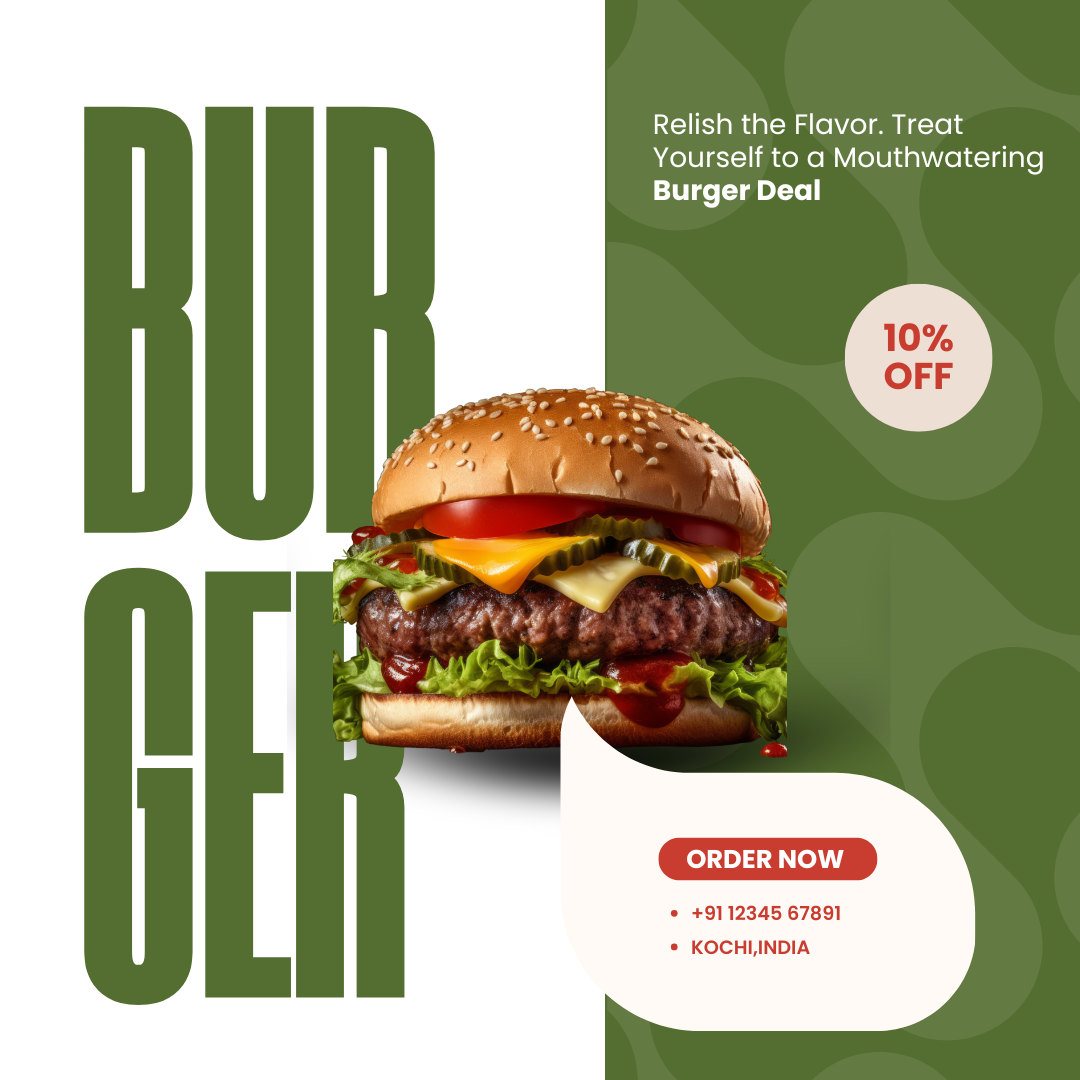 BUR
GER
Relish the Flavor. Treat
Yourself to a Mouthwatering
Burger Deal
10%
OFF
ORDER NOW
• +91 12345 67891
• KOCHI,INDIA